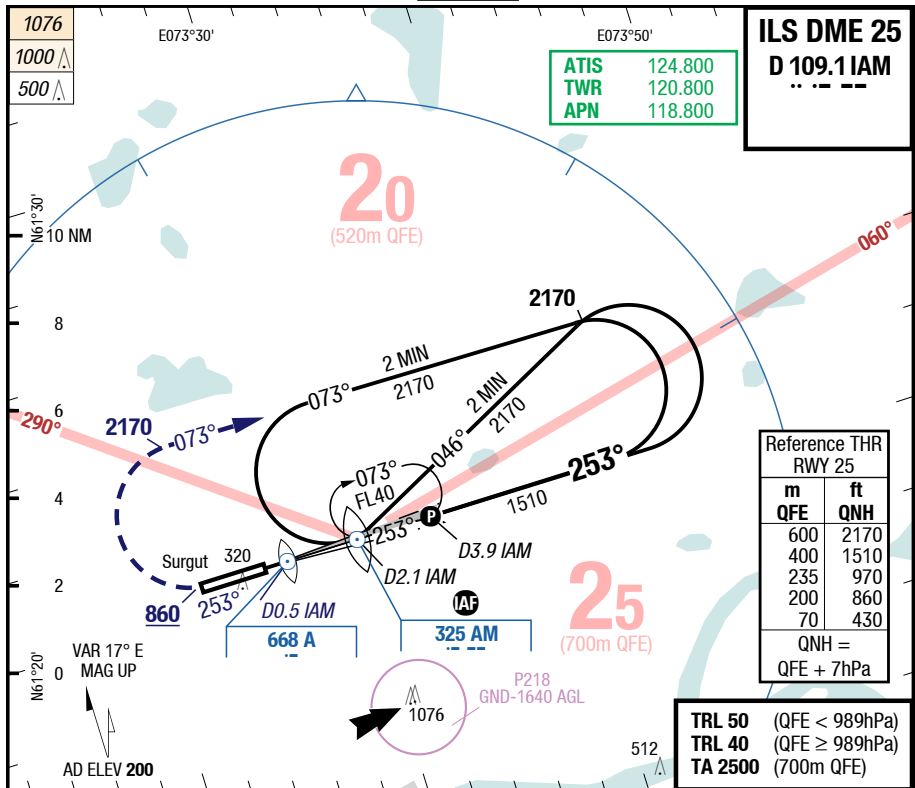 1076
1000
500
E073°30'
E073°50'
ILS DME 25
D 109.1 IAM
ATIS 124.800
TWR 120.800
APN 118.800
20
(520m QFE)
N61°30'
10 NM
060°
2170
8
2 MIN
2170
073°
2 MIN
2170
046°
6
290°
2170
073°
253°
1510
073°
FL40
4
P
253°
D3.9 IAM
D2.1 IAM
Surgut 320
2
860
253°
D0.5 IAM
668 A
IAF
325 AM
25
(700m QFE)
Reference THR
RWY 25
m ft
QFE QNH
600 2170
400 1510
235 970
200 860
70 430
QNH =
QFE + 7hPa
VAR 17° E
MAG UP
N61°20'
0
P218
GND-1640 AGL
1076
512
AD ELEV 200
TRL 50 (QFE < 989hPa)
TRL 40 (QFE ≥ 989hPa)
TA 2500 (700m QFE)